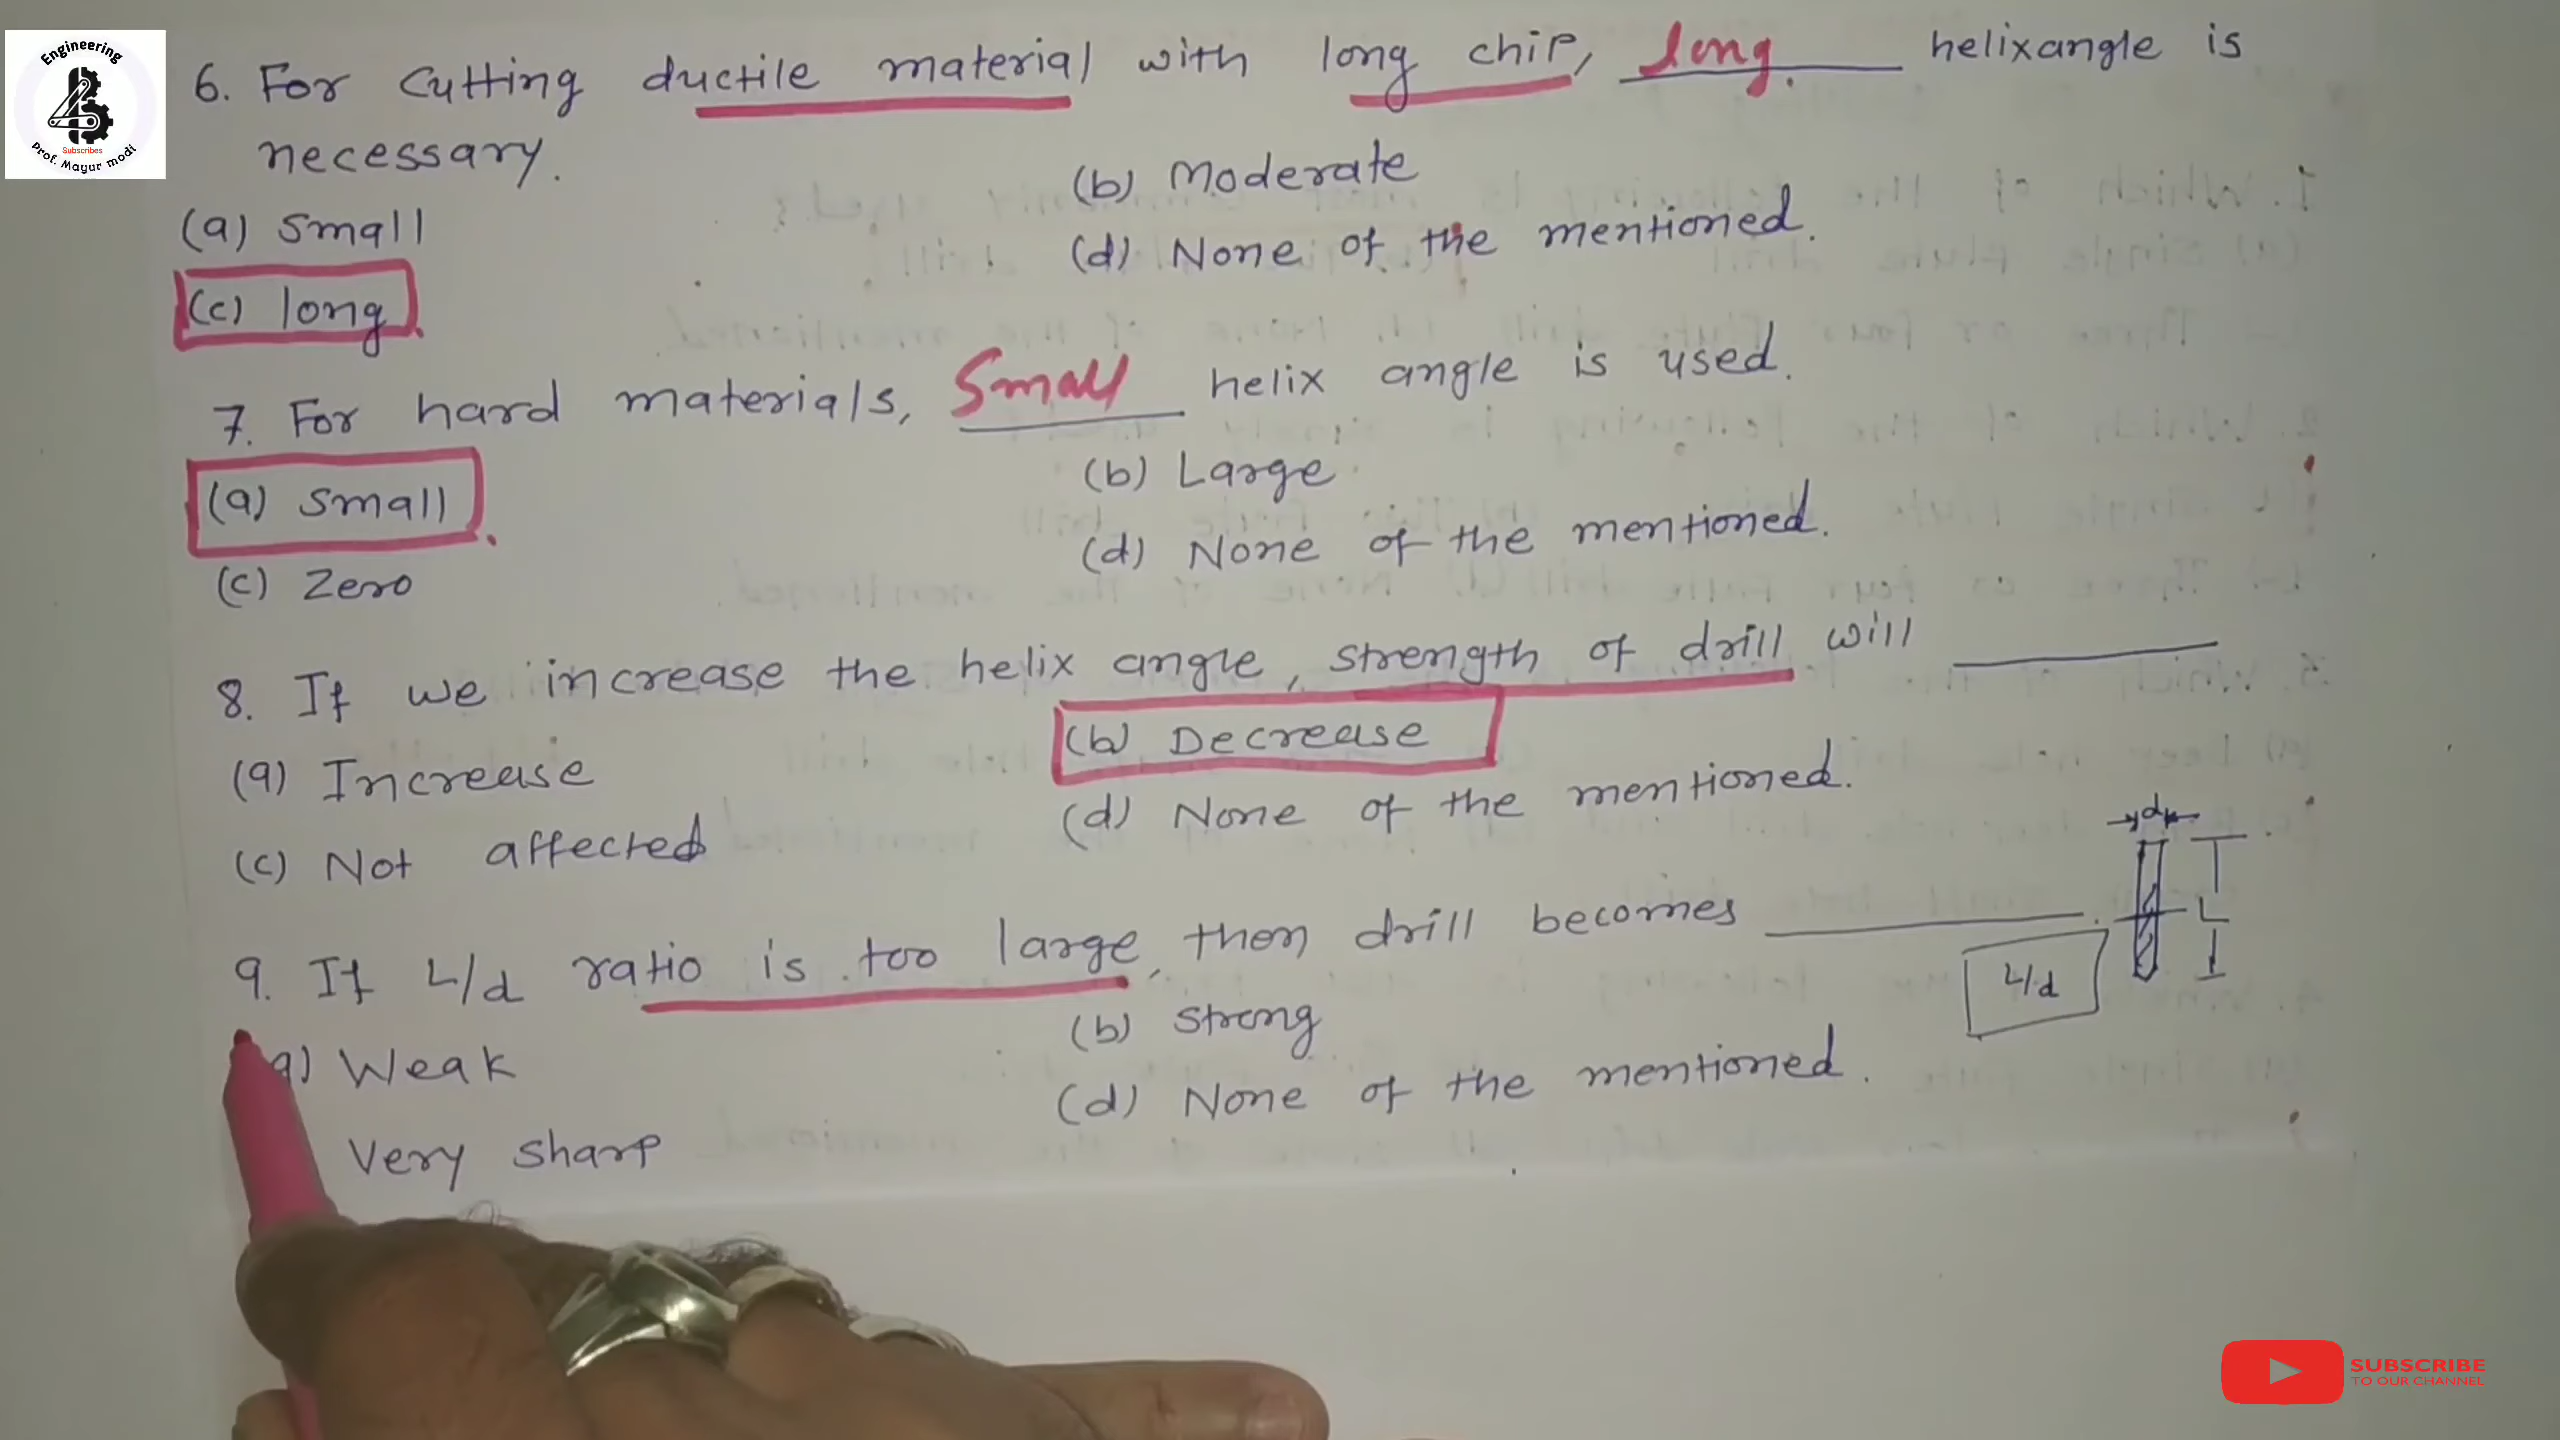 Engineering
Subscribes
Prof. Mayur modi
6. For Cutting ductile material with long chip, long. helixangle is
necessary.
(a) Small
(b) Moderate
(c) long
(d) None of the mentioned.
7. For hard materials, Small helix angle is used.
(a) Small
(b) Large
(c) Zero
(d) None of the mentioned.
8. If we increase the helix angle, strength of drill will
(a) Increase
(b) Decrease
(c) Not affected
(d) None of the mentioned.
9. If L/d ratio is too large, then drill becomes
a) Weak
(b) Strong
Very sharp
(d) None of the mentioned.
d
L
L/d
SUBSCRIBE
TO OUR CHANNEL